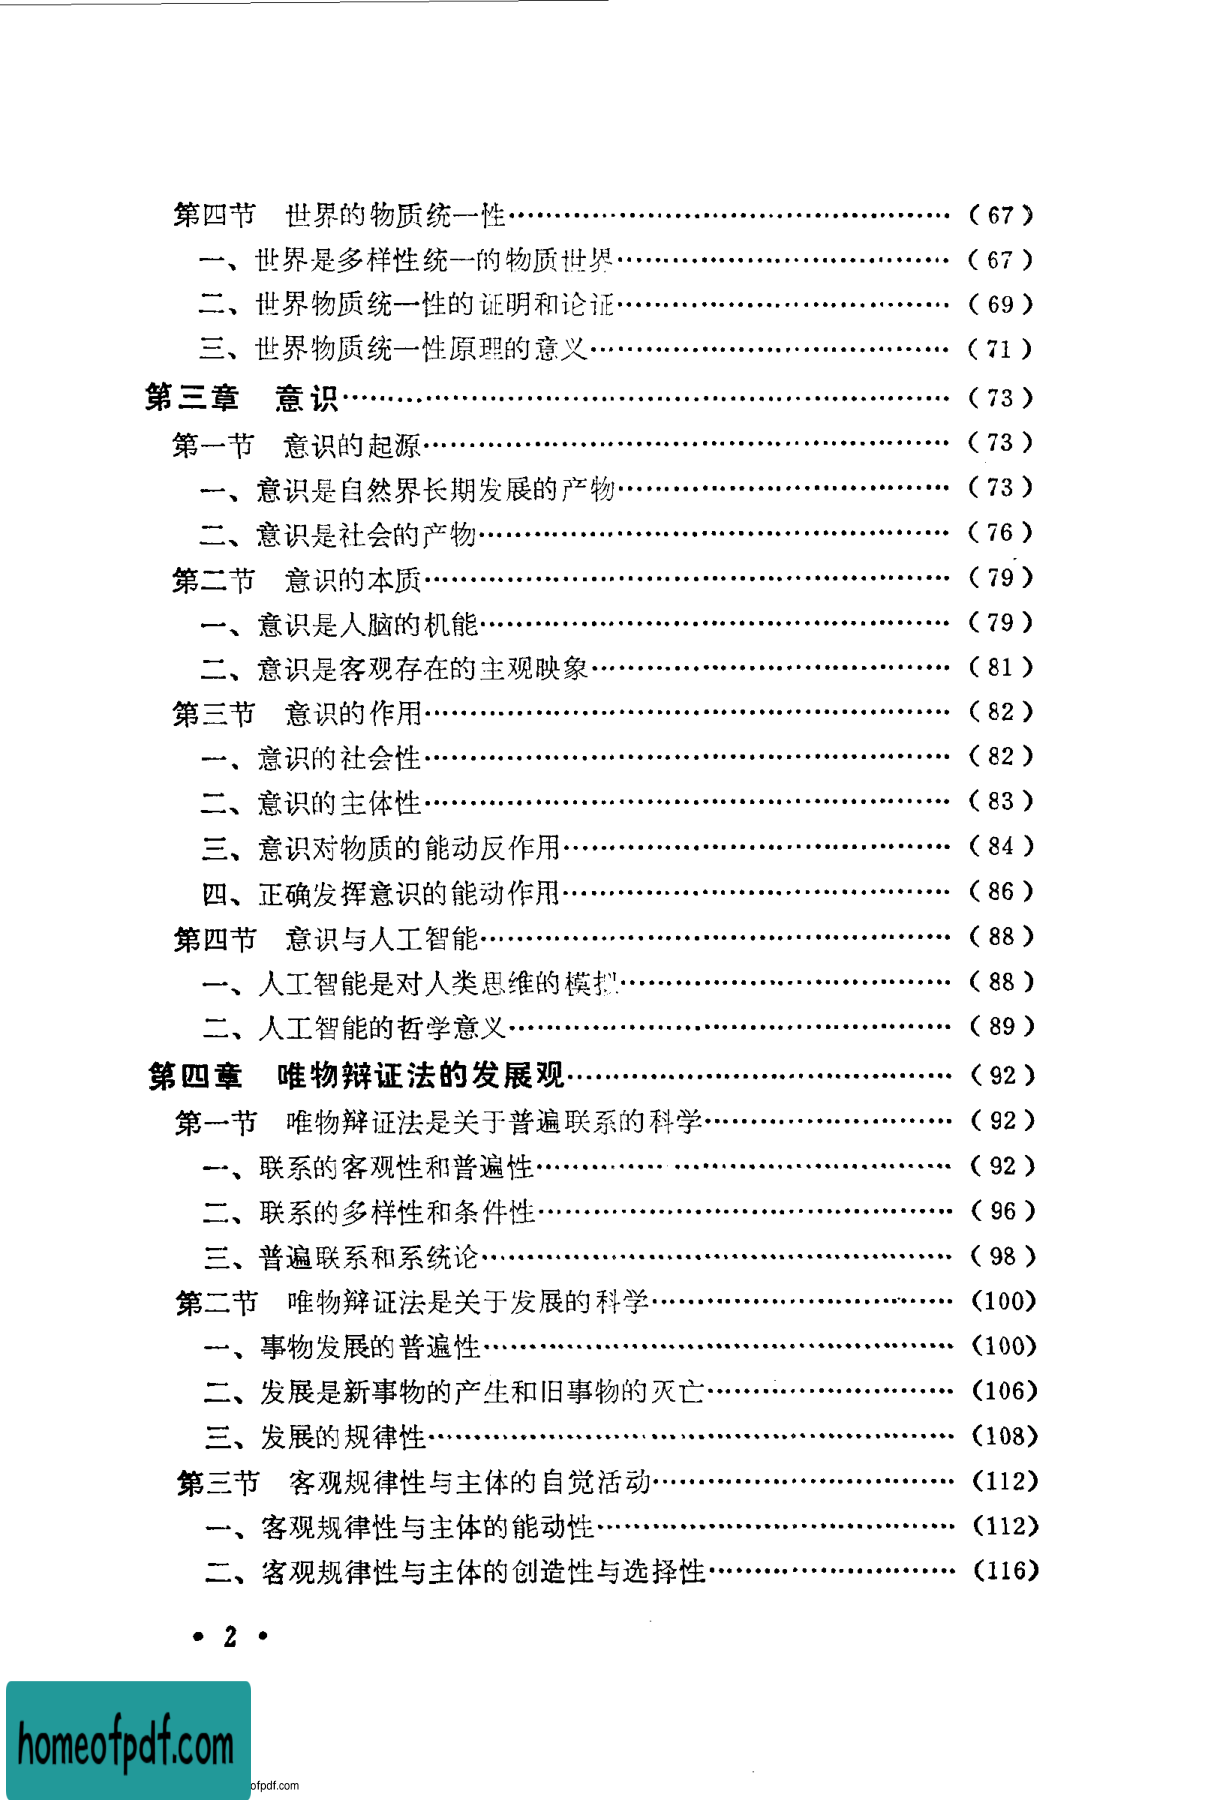 第四节　世界的物质统一性……………………………………（67）
一、世界是多样性统一的物质世界……………………………（67）
二、世界物质统一性的证明和论证……………………………（69）
三、世界物质统一性原理的意义………………………………（71）
第三章　意识……………………………………………………（73）
第一节　意识的起源……………………………………………（73）
一、意识是自然界长期发展的产物……………………………（73）
二、意识是社会的产物…………………………………………（76）
第二节　意识的本质……………………………………………（79）
一、意识是人脑的机能…………………………………………（79）
二、意识是客观存在的主观映象………………………………（81）
第三节　意识的作用……………………………………………（82）
一、意识的社会性………………………………………………（82）
二、意识的主体性………………………………………………（83）
三、意识对物质的能动反作用…………………………………（84）
四、正确发挥意识的能动作用…………………………………（86）
第四节　意识与人工智能………………………………………（88）
一、人工智能是对人类思维的模拟……………………………（88）
二、人工智能的哲学意义………………………………………（89）
第四章　唯物辩证法的发展观…………………………………（92）
第一节　唯物辩证法是关于普遍联系的科学…………………（92）
一、联系的客观性和普遍性……………………………………（92）
二、联系的多样性和条件性……………………………………（96）
三、普遍联系和系统论…………………………………………（98）
第二节　唯物辩证法是关于发展的科学………………………（100）
一、事物发展的普遍性…………………………………………（100）
二、发展是新事物的产生和旧事物的灭亡……………………（106）
三、发展的规律性………………………………………………（108）
第三节　客观规律性与主体的自觉活动………………………（112）
一、客观规律性与主体的能动性………………………………（112）
二、客观规律性与主体的创造性与选择性……………………（116）
• 2 •
homeofpdf.com
ofpdf.com